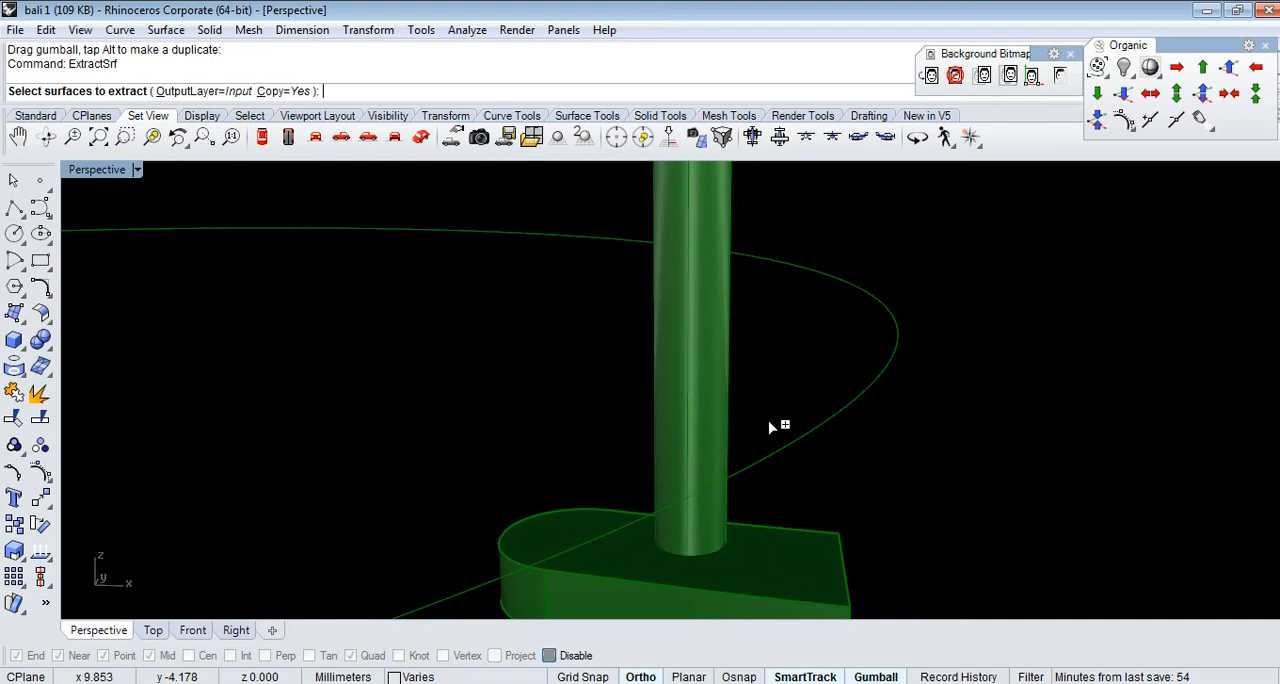 bali 1 (109 KB) - Rhinoceros Corporate (64-bit) - [Perspective]
File Edit View Curve Surface Solid Mesh Dimension Transform Tools Analyze Render Panels Help
Drag gumball, tap Alt to make a duplicate:
Command: ExtractSrf
Select surfaces to extract ( OutputLayer=Input Copy=Yes ):
Background Bitmap
Organic
Standard CPlanes Set View Display Select Viewport Layout Visibility Transform Curve Tools Surface Tools Solid Tools Mesh Tools Render Tools Drafting New in V5
Perspective
z
y x
Perspective Top Front Right
End Near Point Mid Cen Int Perp Tan Quad Knot Vertex Project Disable
CPlane x 9.853 y -4.178 z 0.000 Millimeters Varies Grid Snap Ortho Planar Osnap SmartTrack Gumball Record History Filter Minutes from last save: 54